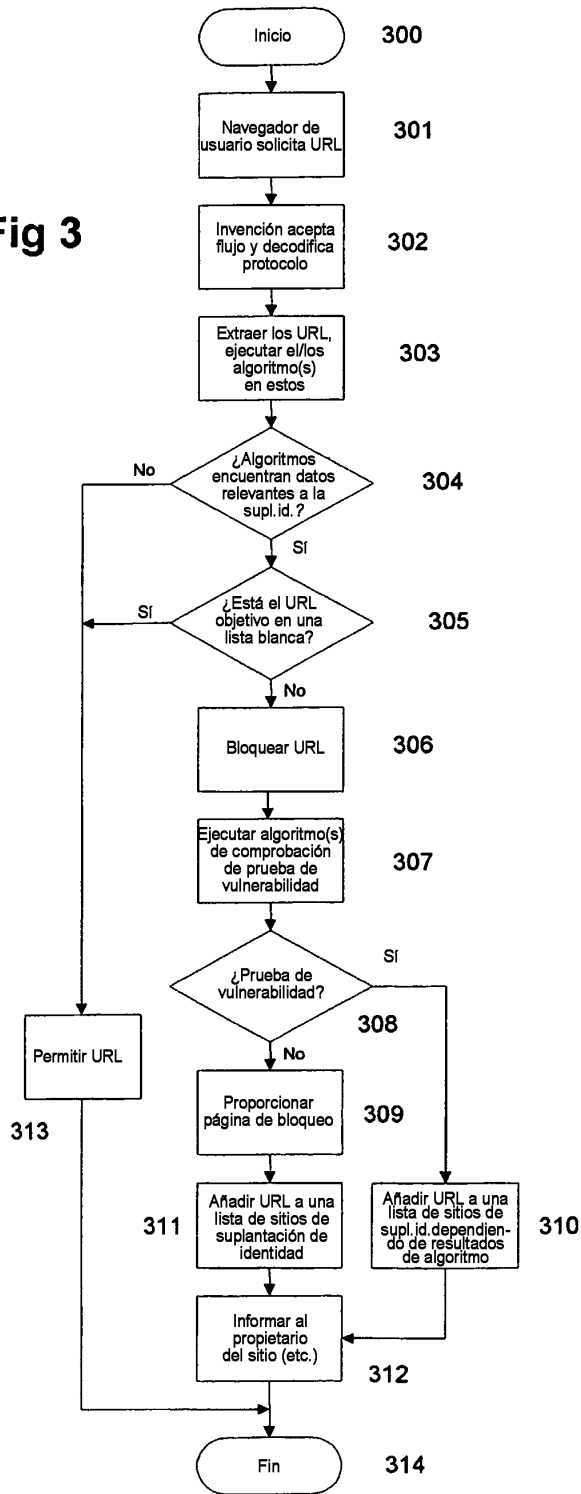 Inicio
300
Navegador de
usuario solicita URL
301
Fig 3
Invención acepta
flujo y decodifica
protocolo
302
Extraer los URL,
ejecutar el/los
algoritmo(s)
en estos
303
No
¿Algoritmos
encuentran datos
relevantes a la
supl.id.?
304
Sí
Sí
¿Está el URL
objetivo en una
lista blanca?
305
No
Bloquear URL
306
Ejecutar algoritmo(s)
de comprobación
de prueba de
vulnerabilidad
307
Sí
¿Prueba de
vulnerabilidad?
308
No
Permitir URL
313
Proporcionar
página de bloqueo
309
311
Añadir URL a una
lista de sitios de
suplantación de
identidad
Añadir URL a una
lista de sitios de
supl.id.dependien-
do de resultados
de algoritmo
310
Informar al
propietario
del sitio (etc.)
312
Fin
314